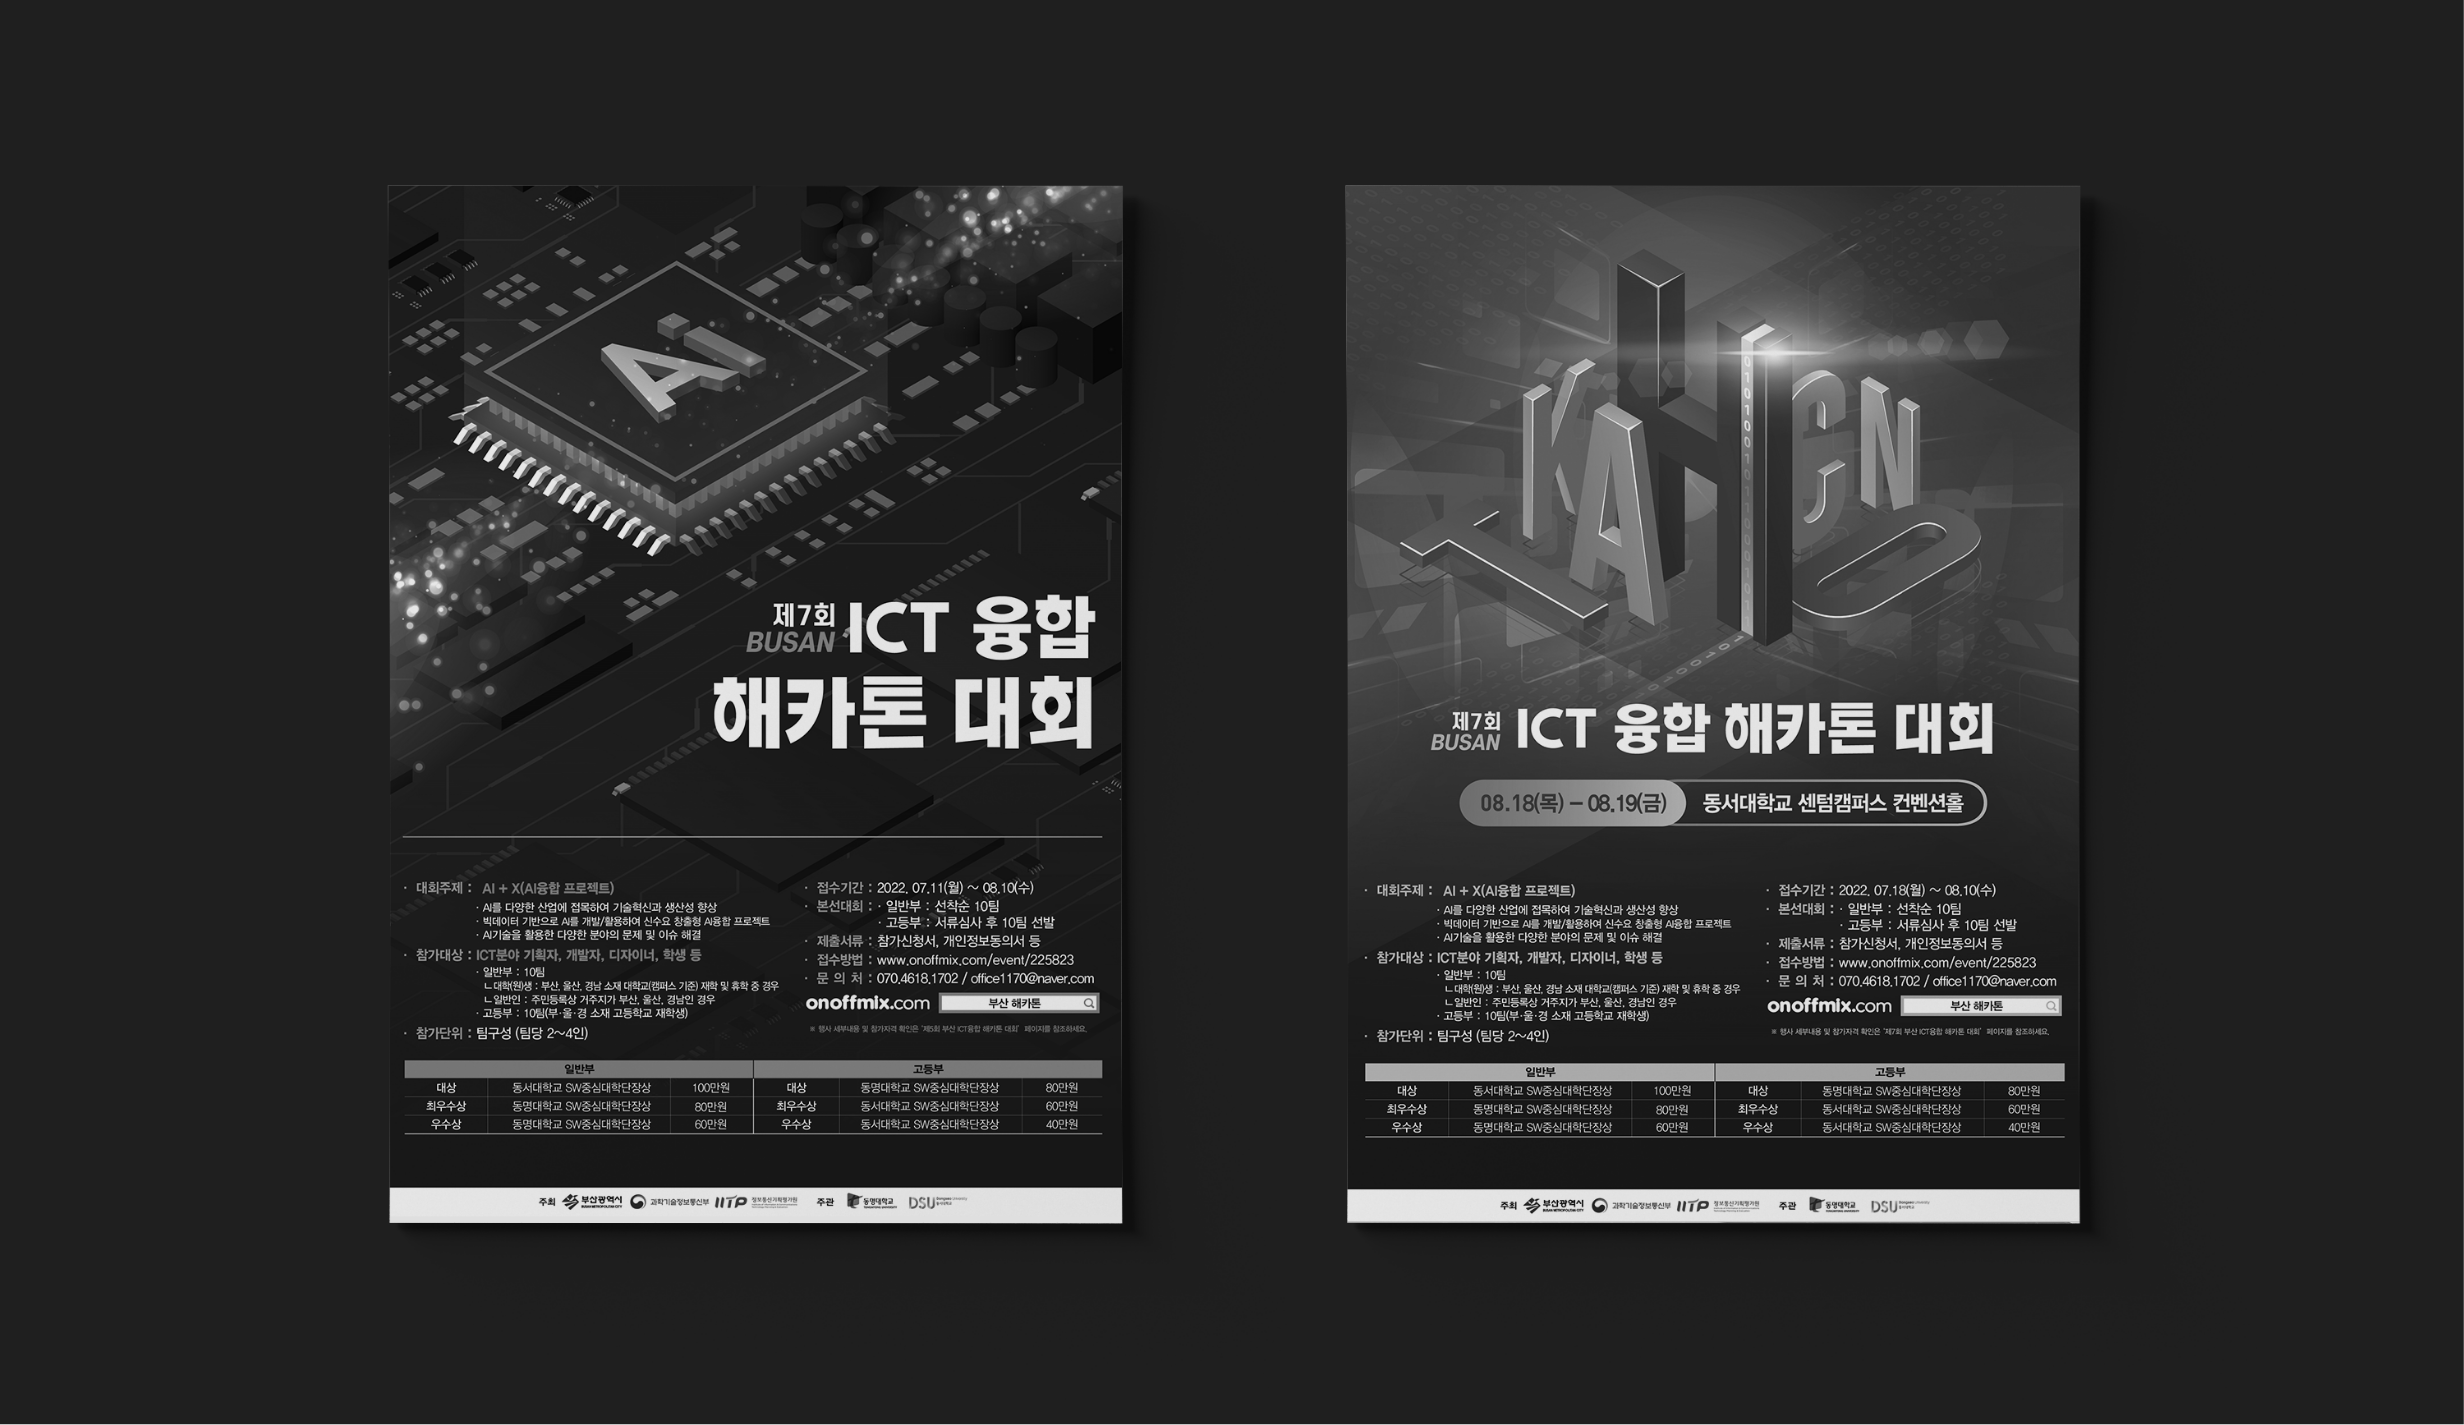 Ai
제7회
BUSAN
ICT 융합
해카톤 대회
· 대회주제 : AI + X(AI융합 프로젝트)
· AI를 다양한 산업에 접목하여 기술혁신과 생산성 향상
· 빅데이터 기반으로 AI를 개발/활용하여 신수요 창출형 AI융합 프로젝트
· AI기술을 활용한 다양한 분야의 문제 및 이슈 해결
· 참가대상 : ICT분야 기획자, 개발자, 디자이너, 학생 등
· 일반부 : 10팀
ㄴ대학(원)생 : 부산, 울산, 경남 소재 대학교(캠퍼스 기준) 재학 및 휴학 중 경우
ㄴ일반인 : 주민등록상 거주지가 부산, 울산, 경남인 경우
· 고등부 : 10팀(부·울·경 소재 고등학교 재학생)
· 참가단위 : 팀구성 (팀당 2~4인)
· 접수기간 : 2022. 07.11(월) ~ 08.10(수)
· 본선대회 : · 일반부 : 선착순 10팀
· 고등부 : 서류심사 후 10팀 선발
· 제출서류 : 참가신청서, 개인정보동의서 등
· 접수방법 : www.onoffmix.com/event/225823
· 문 의 처 : 070.4618.1702 / office1170@naver.com
onoffmix.com 부산 해카톤
※ 행사 세부내용 및 참가자격 확인은 '제5회 부산 ICT융합 해카톤 대회' 페이지를 참조하세요.
일반부 고등부
대상 동서대학교 SW중심대학단장상 100만원 대상 동명대학교 SW중심대학단장상 80만원
최우수상 동명대학교 SW중심대학단장상 80만원 최우수상 동서대학교 SW중심대학단장상 60만원
우수상 동명대학교 SW중심대학단장상 60만원 우수상 동서대학교 SW중심대학단장상 40만원
주최 부산광역시 BUSAN METROPOLITAN CITY 과학기술정보통신부 IITP 정보통신기획평가원 주관 동명대학교 DSU Dongseo University 동서대학교
HACKATHON
제7회
BUSAN
ICT 융합 해카톤 대회
08.18(목) – 08.19(금) 동서대학교 센텀캠퍼스 컨벤션홀
· 대회주제 : AI + X(AI융합 프로젝트)
· AI를 다양한 산업에 접목하여 기술혁신과 생산성 향상
· 빅데이터 기반으로 AI를 개발/활용하여 신수요 창출형 AI융합 프로젝트
· AI기술을 활용한 다양한 분야의 문제 및 이슈 해결
· 참가대상 : ICT분야 기획자, 개발자, 디자이너, 학생 등
· 일반부 : 10팀
ㄴ대학(원)생 : 부산, 울산, 경남 소재 대학교(캠퍼스 기준) 재학 및 휴학 중 경우
ㄴ일반인 : 주민등록상 거주지가 부산, 울산, 경남인 경우
· 고등부 : 10팀(부·울·경 소재 고등학교 재학생)
· 참가단위 : 팀구성 (팀당 2~4인)
· 접수기간 : 2022. 07.18(월) ~ 08.10(수)
· 본선대회 : · 일반부 : 선착순 10팀
· 고등부 : 서류심사 후 10팀 선발
· 제출서류 : 참가신청서, 개인정보동의서 등
· 접수방법 : www.onoffmix.com/event/225823
· 문 의 처 : 070.4618.1702 / office1170@naver.com
onoffmix.com 부산 해카톤
※ 행사 세부내용 및 참가자격 확인은 '제7회 부산 ICT융합 해카톤 대회' 페이지를 참조하세요.
일반부 고등부
대상 동서대학교 SW중심대학단장상 100만원 대상 동명대학교 SW중심대학단장상 80만원
최우수상 동명대학교 SW중심대학단장상 80만원 최우수상 동서대학교 SW중심대학단장상 60만원
우수상 동명대학교 SW중심대학단장상 60만원 우수상 동서대학교 SW중심대학단장상 40만원
주최 부산광역시 BUSAN METROPOLITAN CITY 과학기술정보통신부 IITP 정보통신기획평가원 주관 동명대학교 DSU Dongseo University 동서대학교